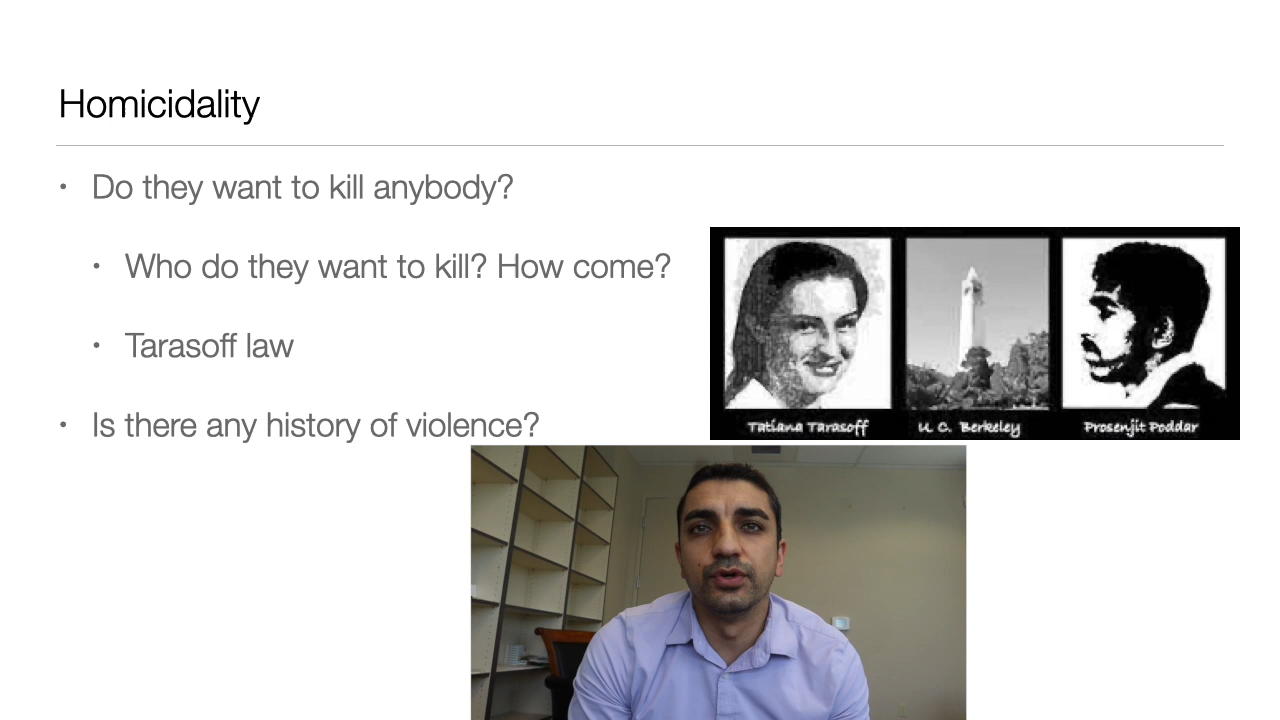 Homicidality
• Do they want to kill anybody?
• Who do they want to kill? How come?
• Tarasoff law
• Is there any history of violence?
Tatiana Tarasoff
U. C. Berkeley
Prosenjit Poddar